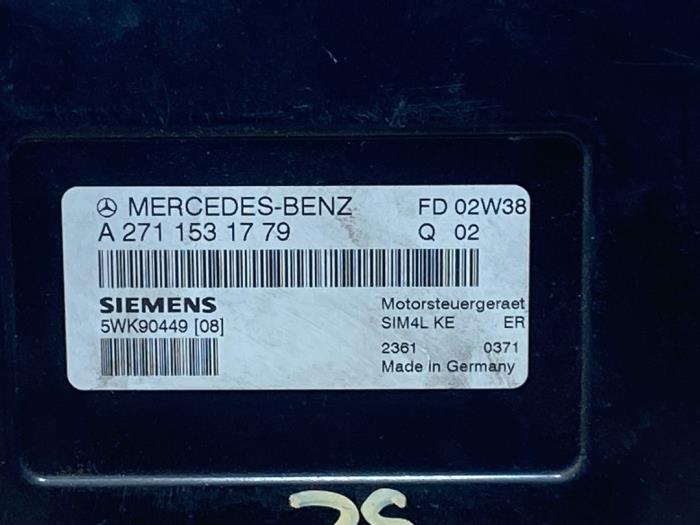 MERCEDES-BENZ FD 02W38
A 271 153 17 79 Q 02
SIEMENS Motorsteuergeraet
5WK90449 [08] SIM4L KE ER
2361 0371
Made in Germany